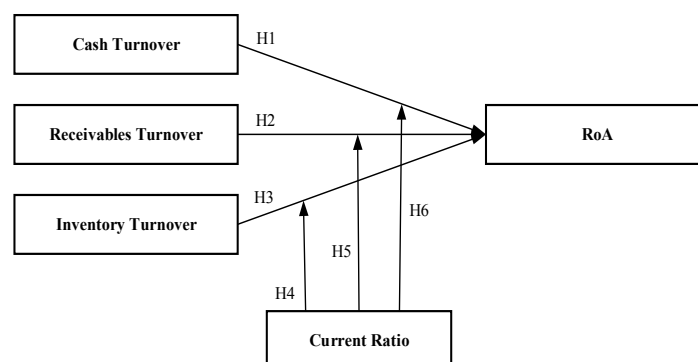 Cash Turnover
H1
Receivables Turnover
H2
RoA
Inventory Turnover
H3
H6
H5
H4
Current Ratio